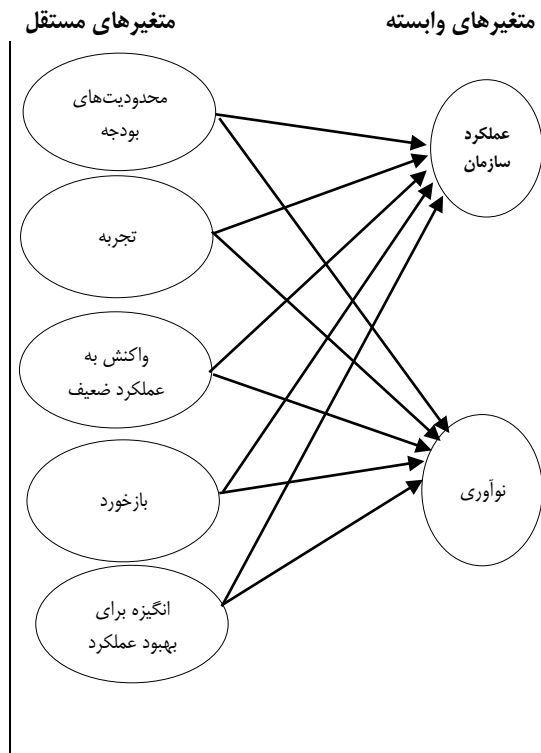 متغیرهای وابسته
متغیرهای مستقل
محدودیت‌های
بودجه
عملکرد
سازمان
تجربه
واکنش به
عملکرد ضعیف
نوآوری
بازخورد
انگیزه برای
بهبود عملکرد